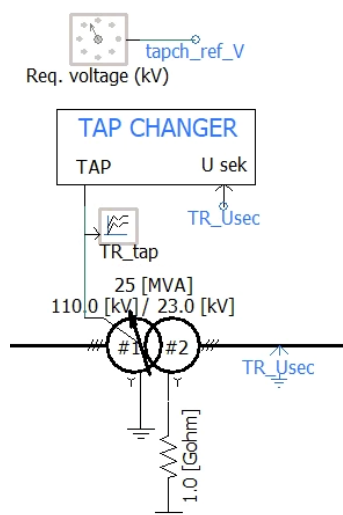 tapch_ref_V
Req. voltage (kV)
TAP CHANGER
TAP
U sek
TR_Usec
TR_tap
25 [MVA]
110.0 [kV] / 23.0 [kV]
#1
#2
Y
Y
TR_Usec
1.0 [Gohm]